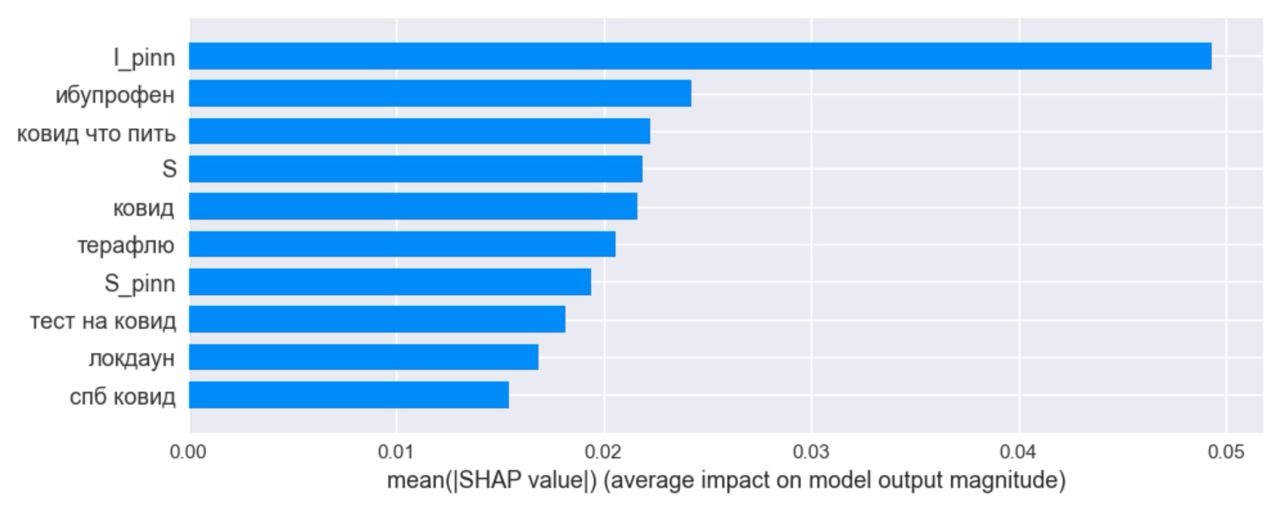 I_pinn
ибупрофен
ковид что пить
S
ковид
терафлю
S_pinn
тест на ковид
локдаун
спб ковид
0.00 0.01 0.02 0.03 0.04 0.05
mean(|SHAP value|) (average impact on model output magnitude)